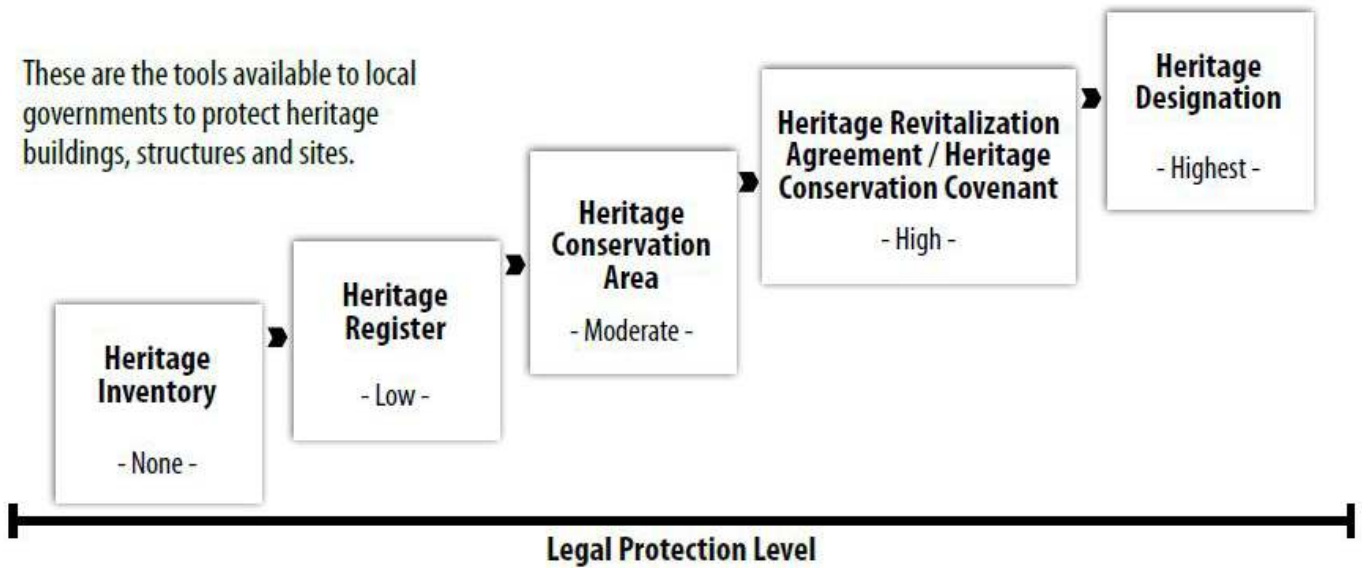 These are the tools available to local
governments to protect heritage
buildings, structures and sites.
Heritage
Inventory
- None -
Heritage
Register
- Low -
Heritage
Conservation
Area
- Moderate -
Heritage Revitalization
Agreement / Heritage
Conservation Covenant
- High -
Heritage
Designation
- Highest -
Legal Protection Level